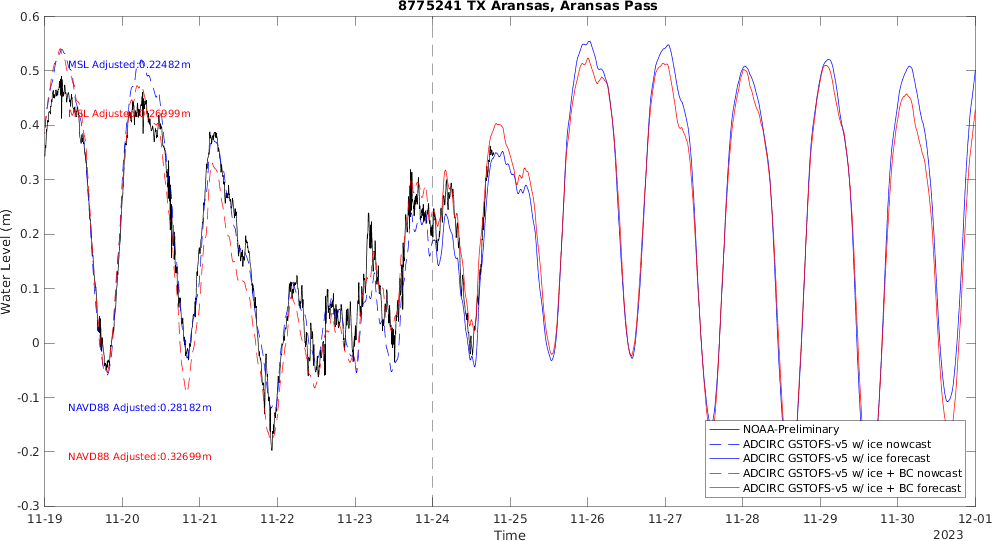 8775241 TX Aransas, Aransas Pass
0.6
0.5
0.4
0.3
0.2
0.1
0
-0.1
-0.2
-0.3
Water Level (m)
MSL Adjusted:0.22482m
MSL Adjusted:0.26999m
NAVD88 Adjusted:0.28182m
NAVD88 Adjusted:0.32699m
NOAA-Preliminary
ADCIRC GSTOFS-v5 w/ ice nowcast
ADCIRC GSTOFS-v5 w/ ice forecast
ADCIRC GSTOFS-v5 w/ ice + BC nowcast
ADCIRC GSTOFS-v5 w/ ice + BC forecast
11-19 11-20 11-21 11-22 11-23 11-24 11-25 11-26 11-27 11-28 11-29 11-30 12-01
Time
2023